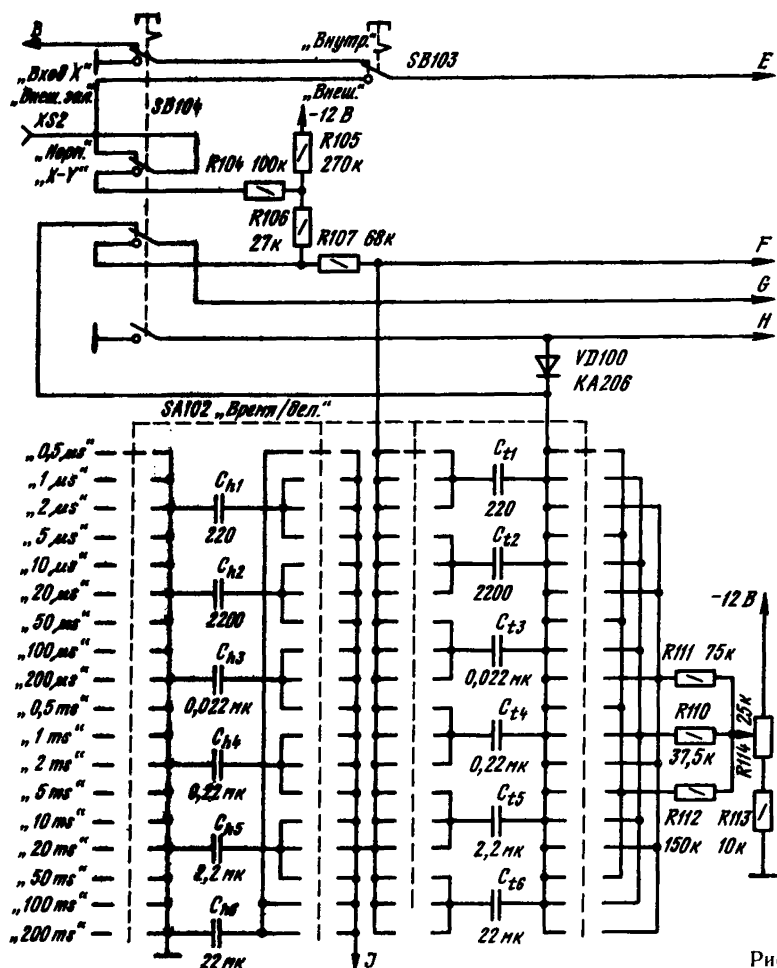 B
„Внутр."
SB103
E
„Вход X"
„Внеш. зап."
SB104
„Внеш."
-12 В
XS2
R105
270к
„Норм."
„X-Y"
R104 100к
R106
27к
R107 68к
F
G
H
VD100
КА206
SA102 „Время/дел."
„0,5 µs"
„1 µs"
„2 µs"
„5 µs"
„10 µs"
„20 µs"
„50 µs"
„100 µs"
„200 µs"
„0,5 ms"
„1 ms"
„2 ms"
„5 ms"
„10 ms"
„20 ms"
„50 ms"
„100 ms"
„200 ms"
Ch1
220
Ch2
2200
Ch3
0,022 мк
Ch4
0,22 мк
Ch5
2,2 мк
Ch6
22 мк
J
Ct1
220
Ct2
2200
Ct3
0,022 мк
Ct4
0,22 мк
Ct5
2,2 мк
Ct6
22 мк
-12 В
R111 75к
R110
37,5к
R112
150к
R114
25к
R113
10к
Рис